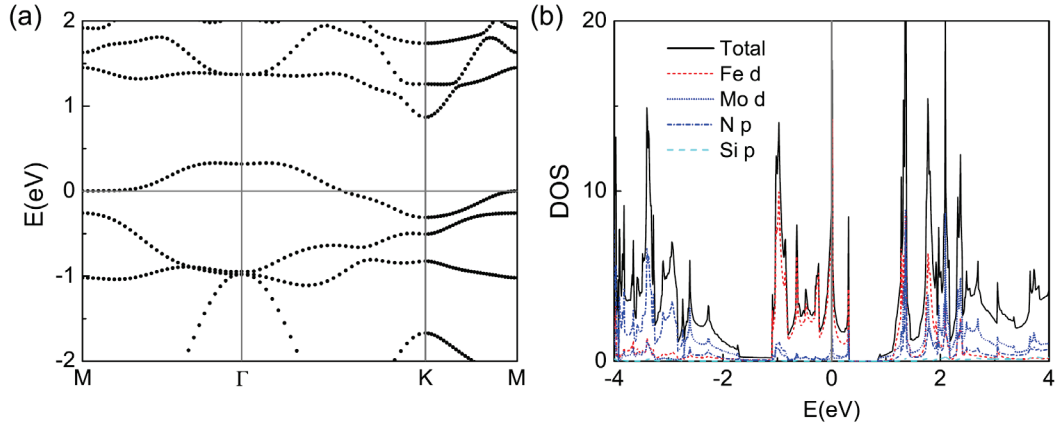 (a)
2
1
0
-1
-2
E(eV)
M Γ K M
(b)
20
10
0
DOS
Total
Fe d
Mo d
N p
Si p
-4 -2 0 2 4
E(eV)